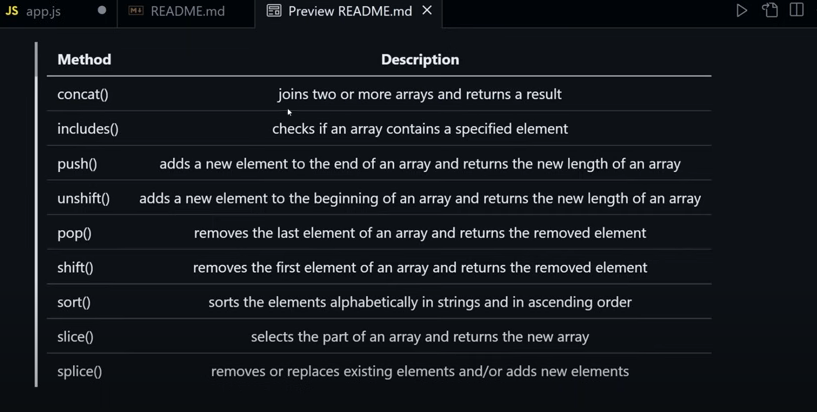 JS app.js
README.md
Preview README.md
Method Description
concat() joins two or more arrays and returns a result
includes() checks if an array contains a specified element
push() adds a new element to the end of an array and returns the new length of an array
unshift() adds a new element to the beginning of an array and returns the new length of an array
pop() removes the last element of an array and returns the removed element
shift() removes the first element of an array and returns the removed element
sort() sorts the elements alphabetically in strings and in ascending order
slice() selects the part of an array and returns the new array
splice() removes or replaces existing elements and/or adds new elements